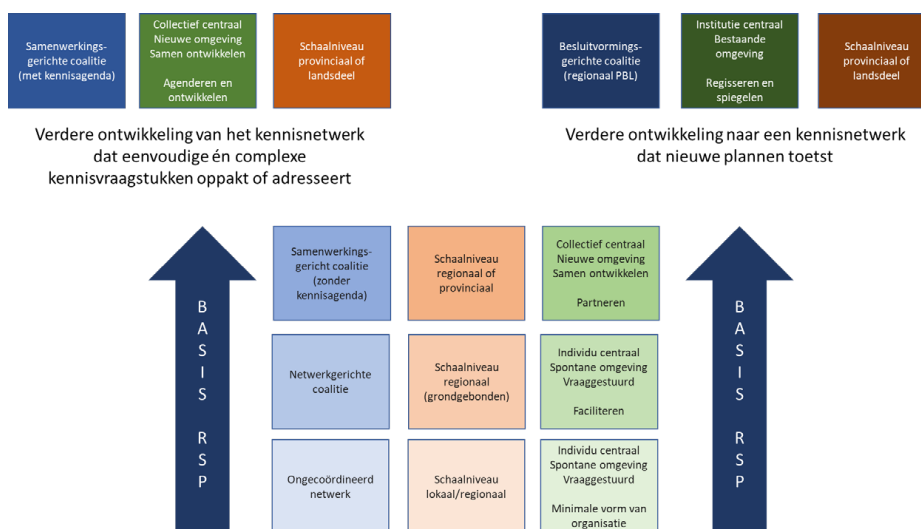 Samenwerkings-
gerichte coalitie
(met kennisagenda)
Collectief centraal
Nieuwe omgeving
Samen ontwikkelen
Agenderen en
ontwikkelen
Schaalniveau
provinciaal of
landsdeel
Besluitvormings-
gerichte coalitie
(regionaal PBL)
Institutie centraal
Bestaande
omgeving
Regisseren en
spiegelen
Schaalniveau
provinciaal of
landsdeel
Verdere ontwikkeling van het kennisnetwerk
dat eenvoudige én complexe
kennisvraagstukken oppakt of adresseert
Verdere ontwikkeling naar een kennisnetwerk
dat nieuwe plannen toetst
BASIS RSP
Samenwerkings-
gericht coalitie
(zonder
kennisagenda)
Schaalniveau
regionaal of
provinciaal
Collectief centraal
Nieuwe omgeving
Samen ontwikkelen
Partneren
Netwerkgerichte
coalitie
Schaalniveau
regionaal
(grondgebonden)
Individu centraal
Spontane omgeving
Vraaggestuurd
Faciliteren
Ongecoördineerd
netwerk
Schaalniveau
lokaal/regionaal
Individu centraal
Spontane omgeving
Vraaggestuurd
Minimale vorm van
organisatie
BASIS RSP